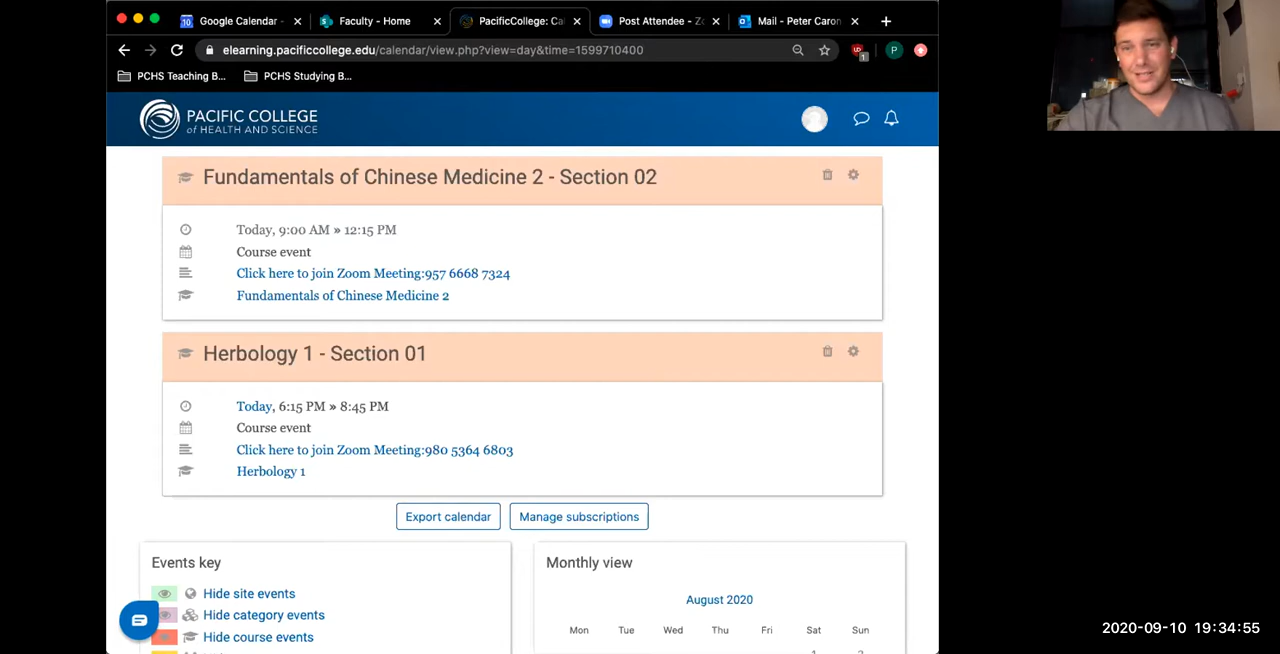 Google Calendar -
Faculty - Home
PacificCollege: Ca
Post Attendee - Zo
Mail - Peter Caron
elearning.pacificcollege.edu/calendar/view.php?view=day&time=1599710400
1
P
PCHS Teaching B...
PCHS Studying B...
PACIFIC COLLEGE
of HEALTH AND SCIENCE
Fundamentals of Chinese Medicine 2 - Section 02
Today, 9:00 AM » 12:15 PM
Course event
Click here to join Zoom Meeting:957 6668 7324
Fundamentals of Chinese Medicine 2
Herbology 1 - Section 01
Today, 6:15 PM » 8:45 PM
Course event
Click here to join Zoom Meeting:980 5364 6803
Herbology 1
Export calendar
Manage subscriptions
Events key
Monthly view
Hide site events
August 2020
Hide category events
Mon Tue Wed Thu Fri Sat Sun
Hide course events
2020-09-10 19:34:55